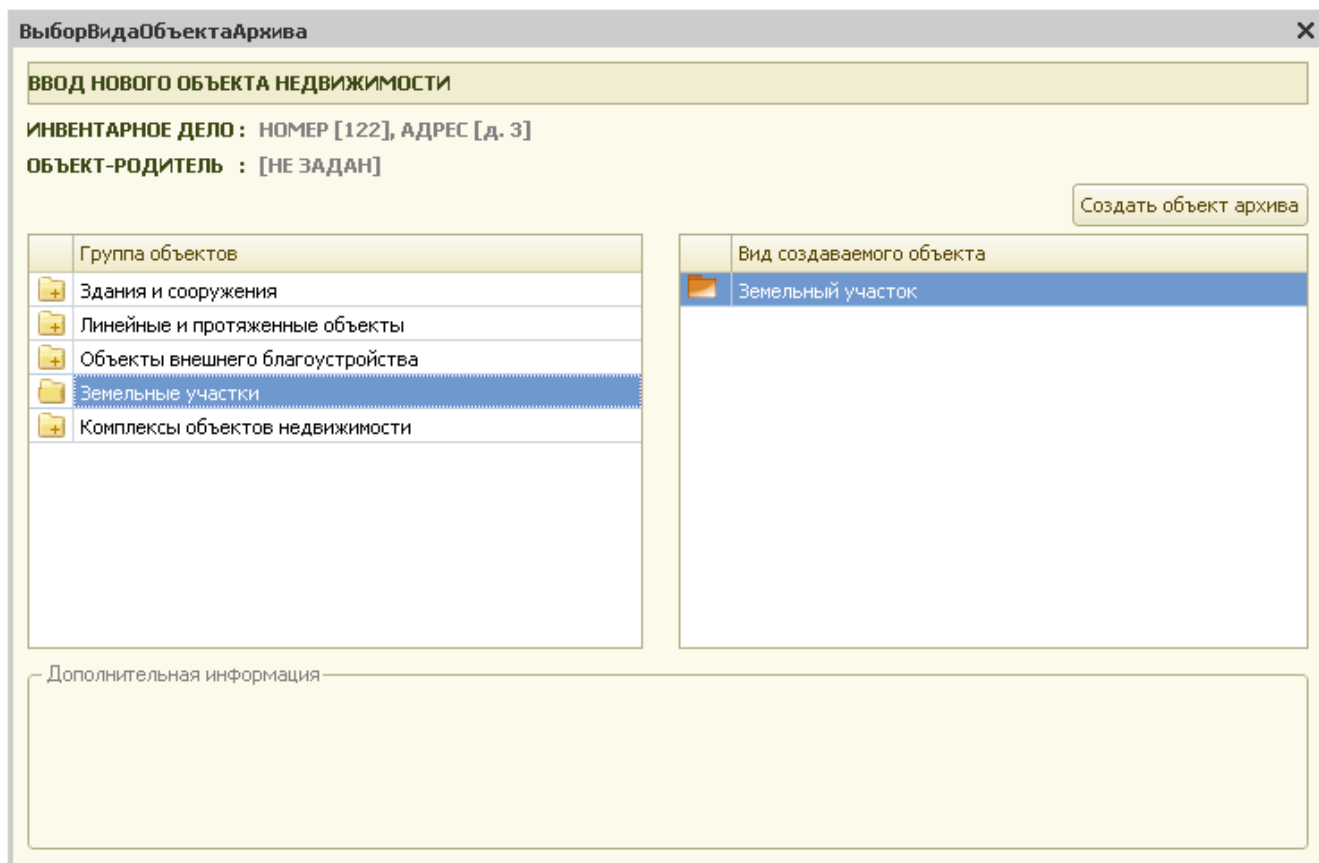 ВыборВидаОбъектаАрхива
ВВОД НОВОГО ОБЪЕКТА НЕДВИЖИМОСТИ
ИНВЕНТАРНОЕ ДЕЛО : НОМЕР [122], АДРЕС [д. 3]
ОБЪЕКТ-РОДИТЕЛЬ : [НЕ ЗАДАН]
Создать объект архива
Группа объектов
Здания и сооружения
Линейные и протяженные объекты
Объекты внешнего благоустройства
Земельные участки
Комплексы объектов недвижимости
Вид создаваемого объекта
Земельный участок
Дополнительная информация